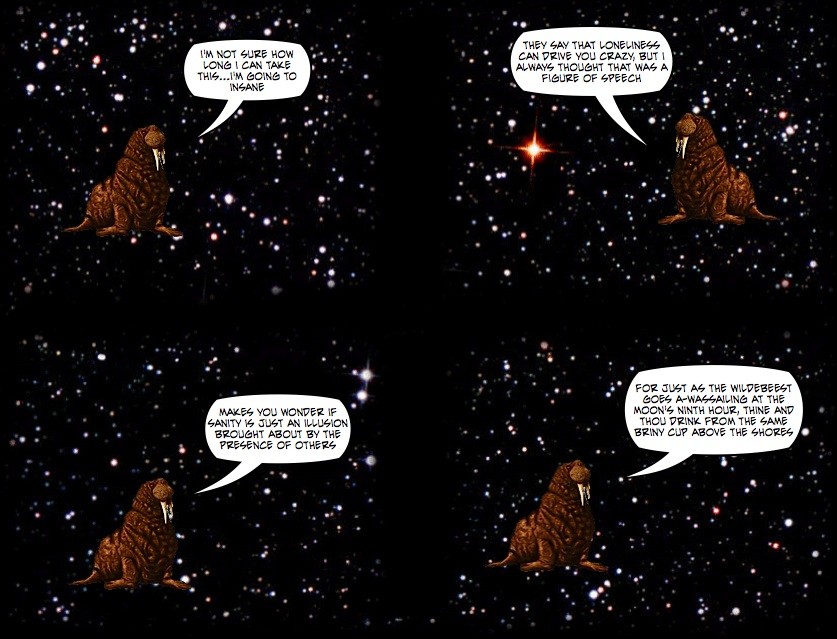 I'M NOT SURE HOW
LONG I CAN TAKE
THIS...I'M GOING TO
INSANE
THEY SAY THAT LONELINESS
CAN DRIVE YOU CRAZY, BUT I
ALWAYS THOUGHT THAT WAS A
FIGURE OF SPEECH
MAKES YOU WONDER IF
SANITY IS JUST AN ILLUSION
BROUGHT ABOUT BY THE
PRESENCE OF OTHERS
FOR JUST AS THE WILDEBEEST
GOES A-WASSAILING AT THE
MOON'S NINTH HOUR, THINE AND
THOU DRINK FROM THE SAME
BRINY CUP ABOVE THE SHORES